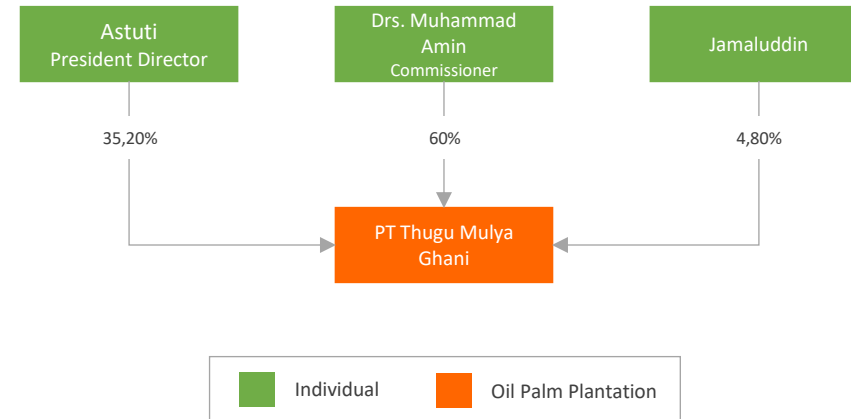 Astuti
President Director
Drs. Muhammad
Amin
Commissioner
Jamaluddin
35,20%
60%
4,80%
PT Thugu Mulya
Ghani
Individual
Oil Palm Plantation